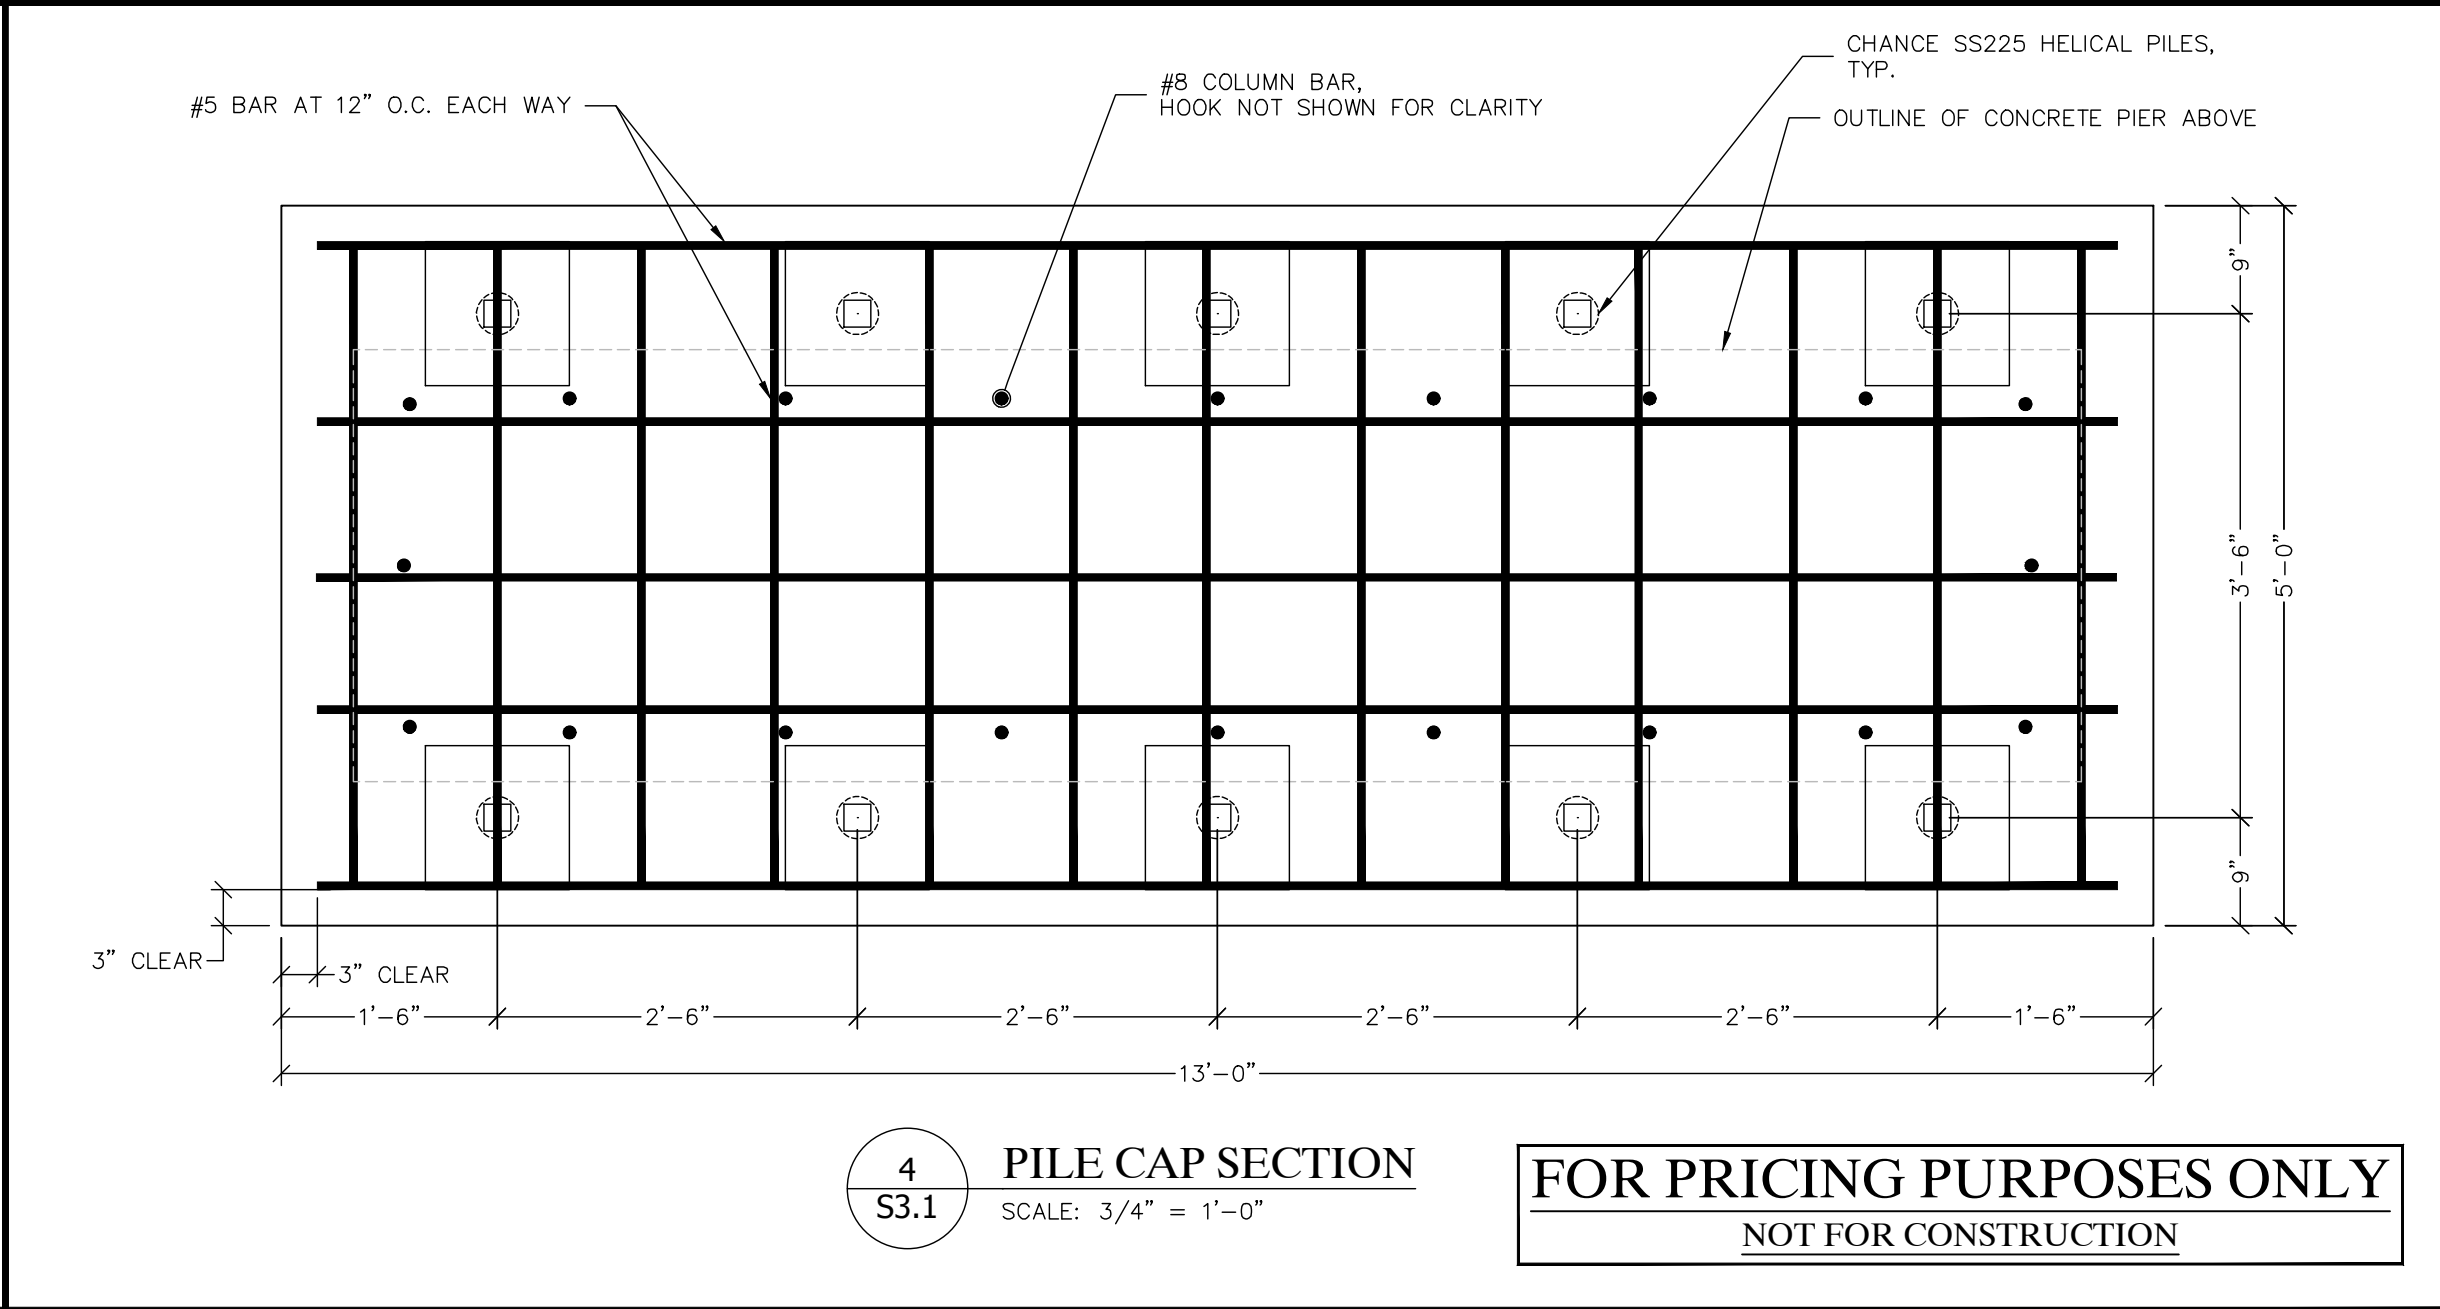 CHANCE SS225 HELICAL PILES,
TYP.
#8 COLUMN BAR,
HOOK NOT SHOWN FOR CLARITY
#5 BAR AT 12" O.C. EACH WAY
OUTLINE OF CONCRETE PIER ABOVE
9"
3'-6"
5'-0"
9"
3" CLEAR
3" CLEAR
1'-6"
2'-6"
2'-6"
2'-6"
2'-6"
1'-6"
13'-0"
4
S3.1
PILE CAP SECTION
SCALE: 3/4" = 1'-0"
FOR PRICING PURPOSES ONLY
NOT FOR CONSTRUCTION